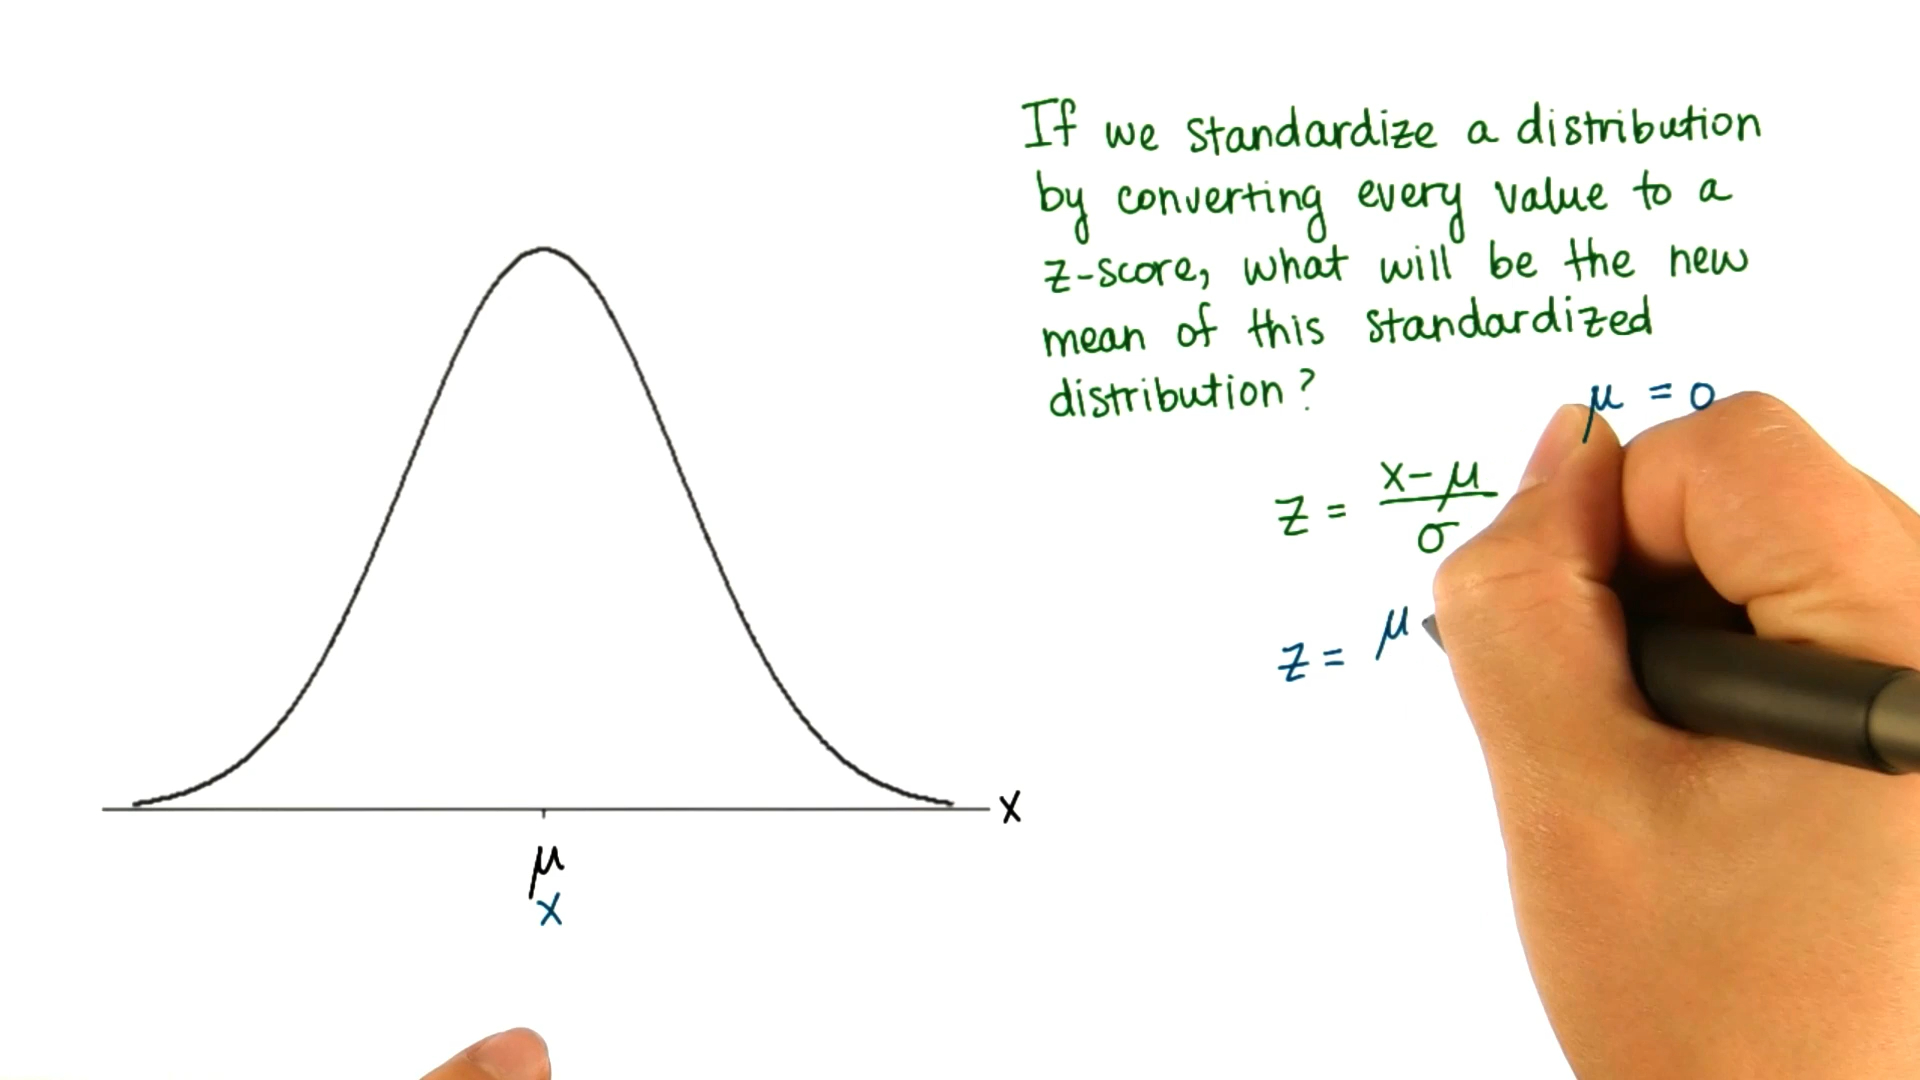 If we standardize a distribution
by converting every value to a
z-score, what will be the new
mean of this standardized
distribution?
μ = 0
z = x-μ
σ
z = μ
x
μ
x